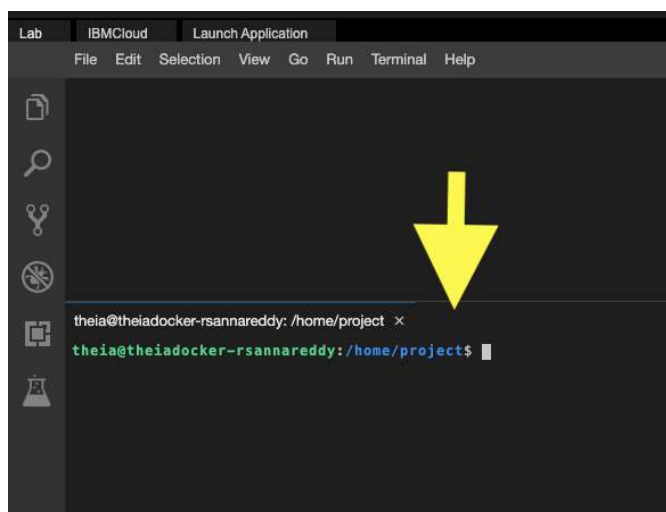 Lab IBMCloud Launch Application
File Edit Selection View Go Run Terminal Help
theia@theiadocker-rsannareddy: /home/project ×
theia@theiadocker-rsannareddy:/home/project$